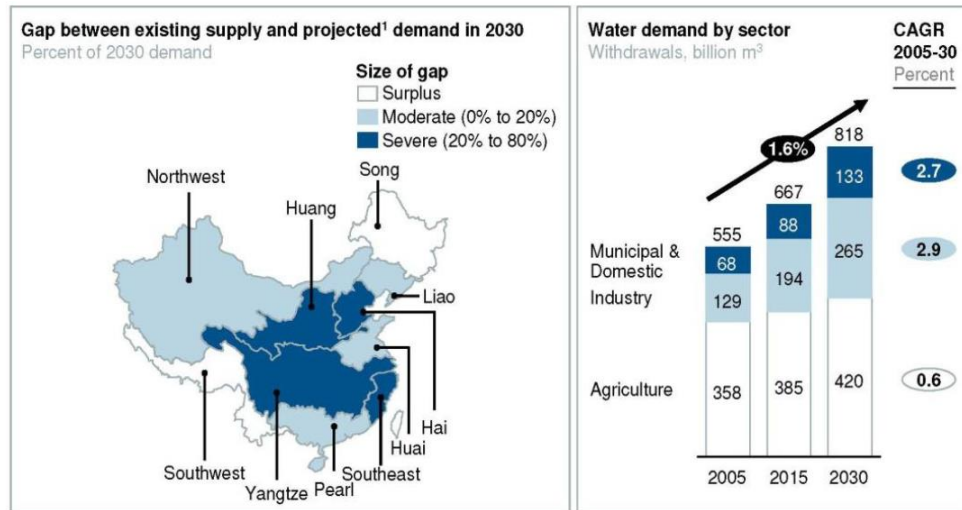 Gap between existing supply and projected¹ demand in 2030
Percent of 2030 demand
Size of gap
Surplus
Moderate (0% to 20%)
Severe (20% to 80%)
Song
Northwest
Huang
Liao
Hai
Huai
Southwest
Southeast
Yangtze
Pearl
Water demand by sector
Withdrawals, billion m³
CAGR
2005-30
Percent
1.6%
818
133
2.7
667
88
555
265
2.9
Municipal &
Domestic
68
194
Industry
129
Agriculture
358
385
420
0.6
2005
2015
2030